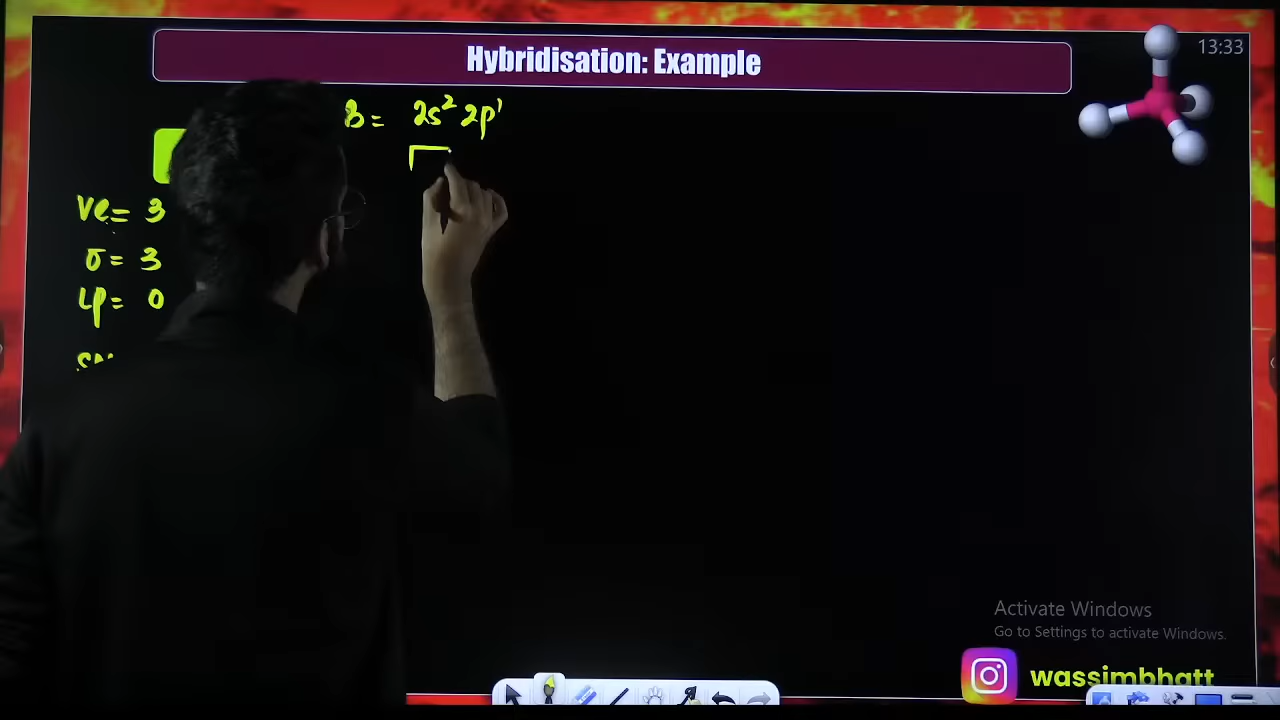 Hybridisation: Example
13:33
B = 2s² 2p¹
Ve = 3
σ = 3
LP = 0
Activate Windows
Go to Settings to activate Windows.
wassimbhatt